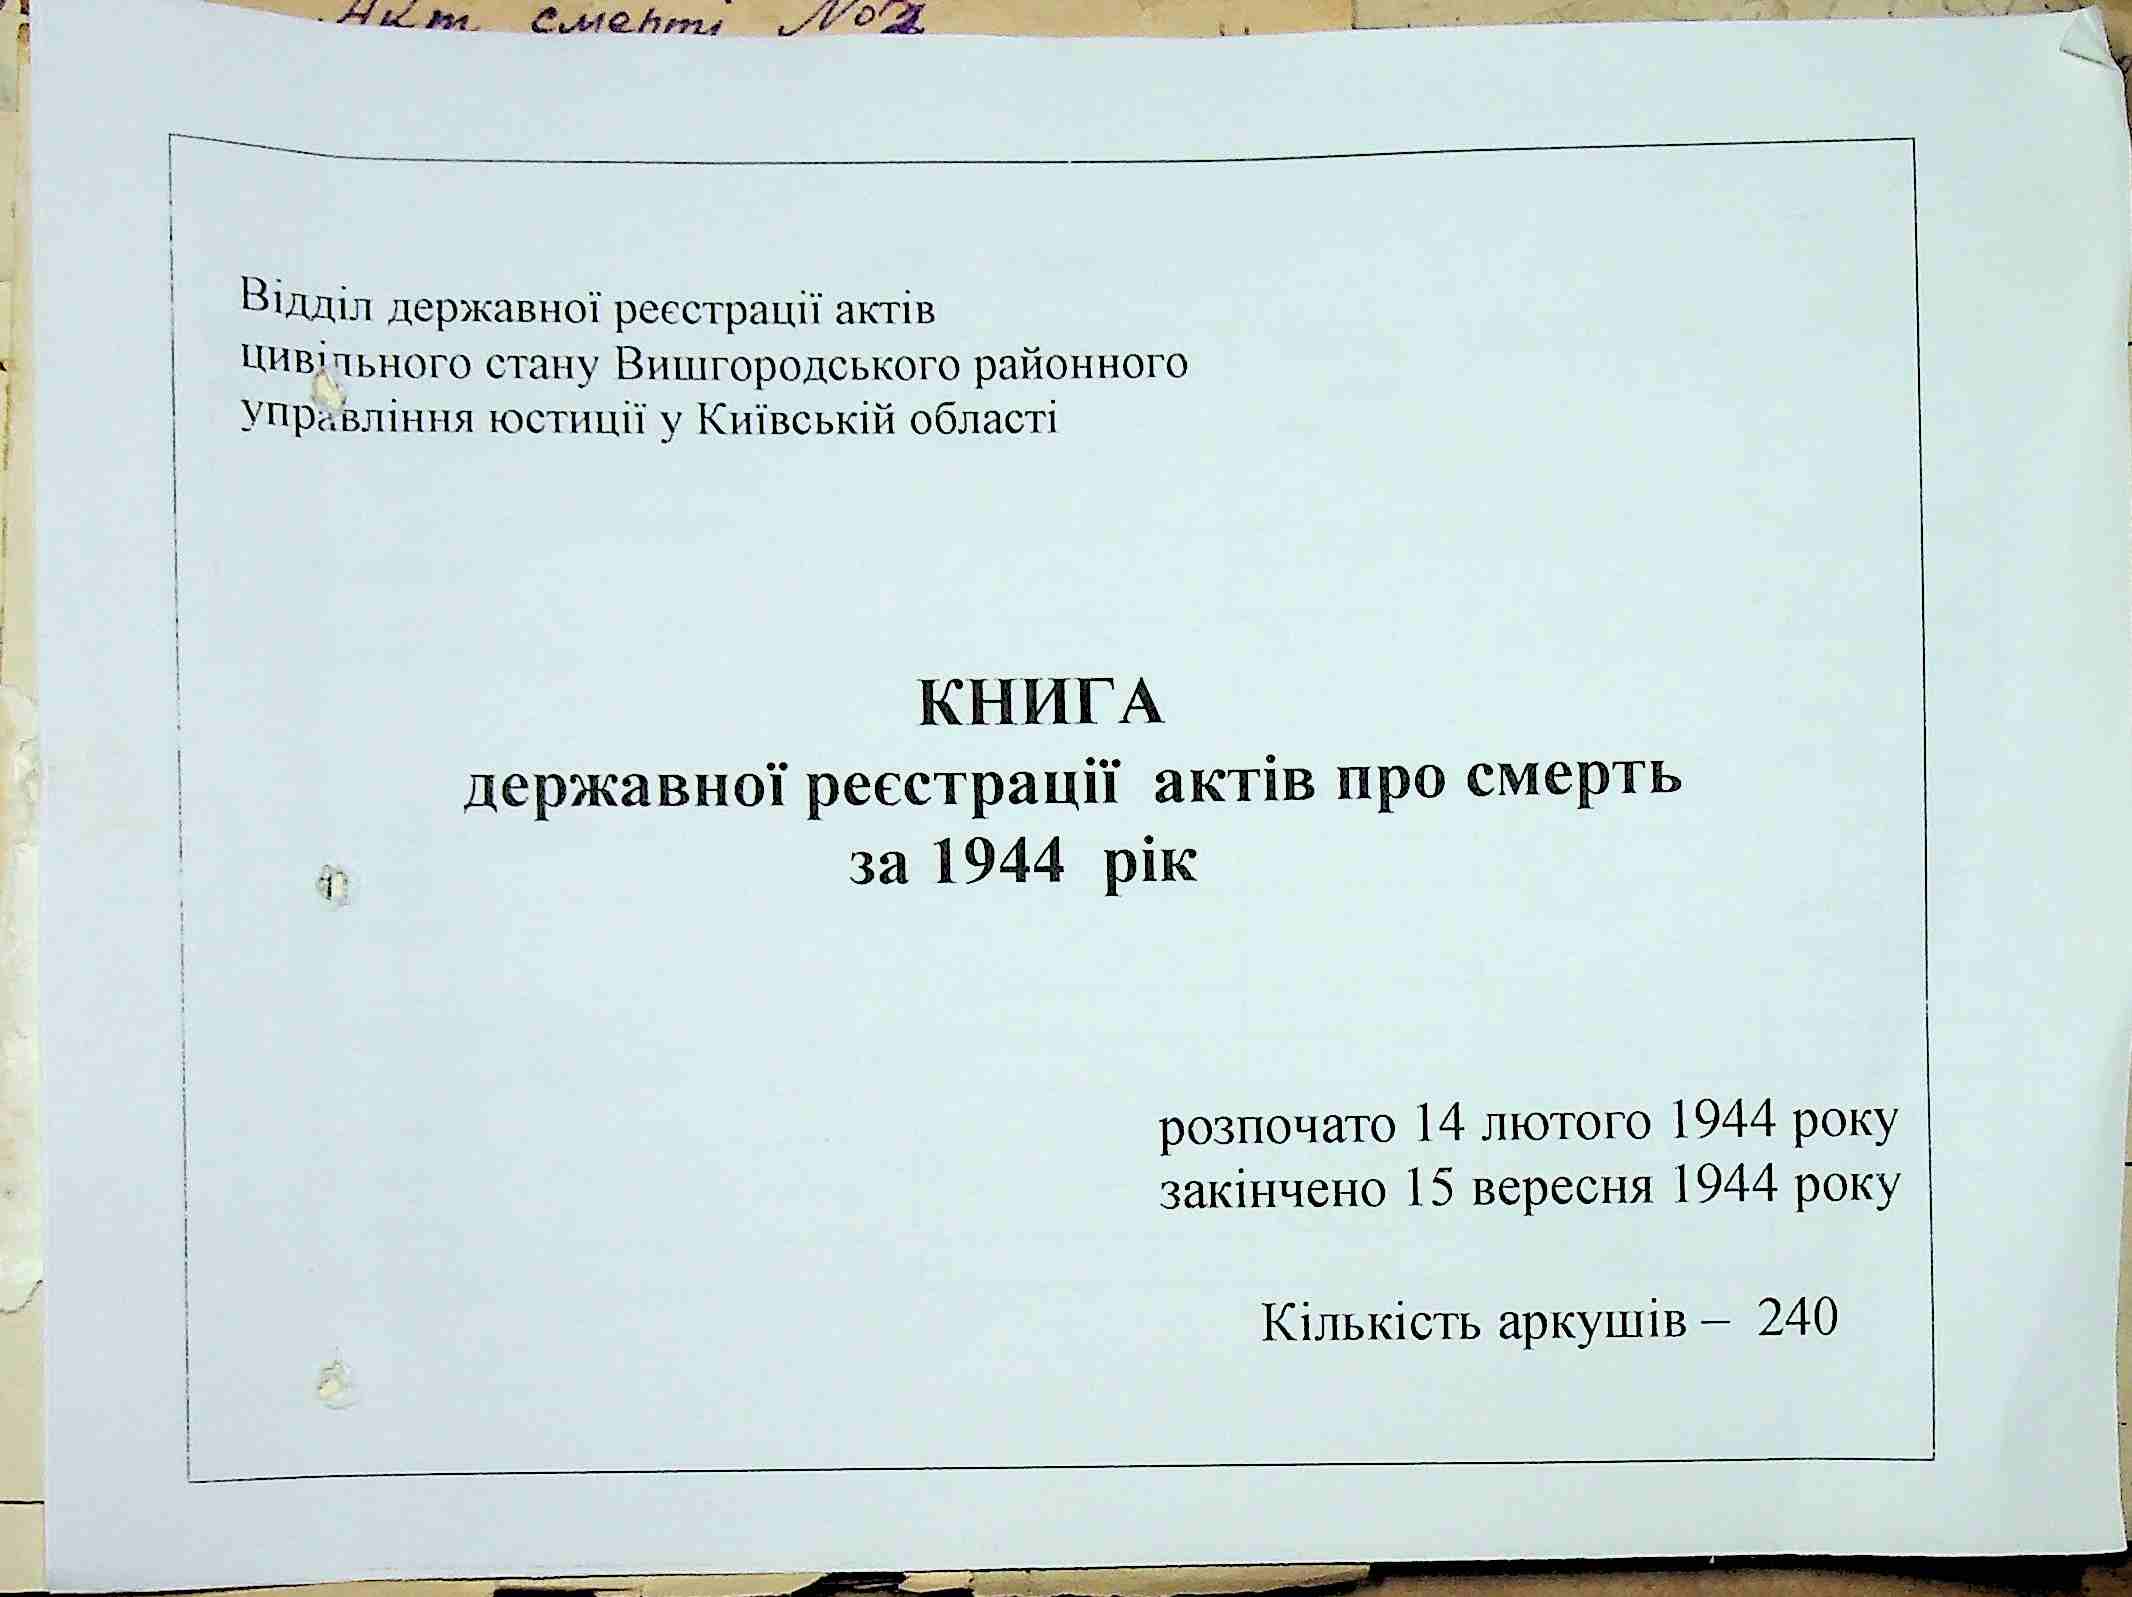 Акт смерті №2
Відділ державної реєстрації актів
цивільного стану Вишгородського районного
управління юстиції у Київській області
КНИГА
державної реєстрації актів про смерть
за 1944 рік
розпочато 14 лютого 1944 року
закінчено 15 вересня 1944 року
Кількість аркушів – 240